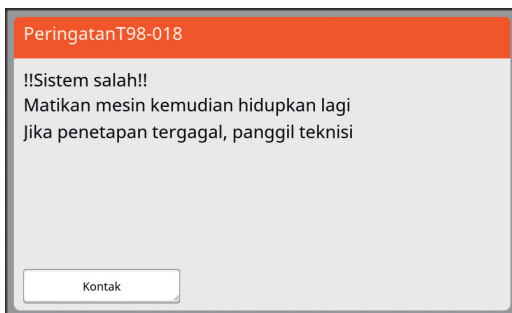 PeringatanT98-018
!!Sistem salah!!
Matikan mesin kemudian hidupkan lagi
Jika penetapan tergagal, panggil teknisi
Kontak